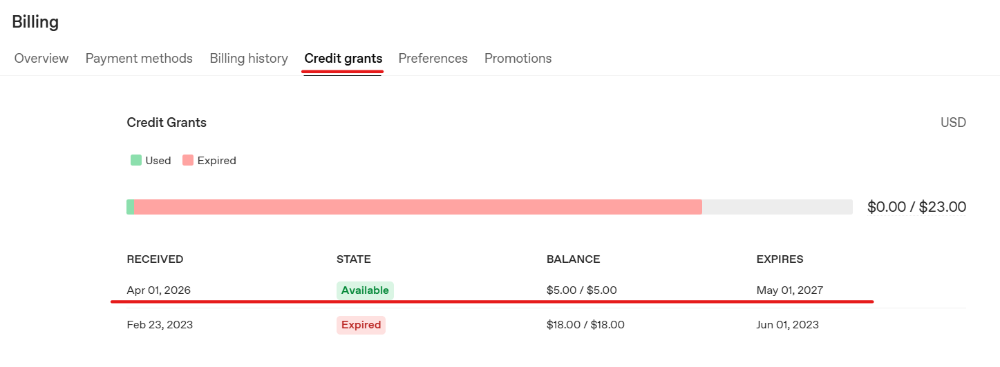 Billing
Overview Payment methods Billing history Credit grants Preferences Promotions
Credit Grants USD
Used Expired
$0.00 / $23.00
RECEIVED STATE BALANCE EXPIRES
Apr 01, 2026 Available $5.00 / $5.00 May 01, 2027
Feb 23, 2023 Expired $18.00 / $18.00 Jun 01, 2023